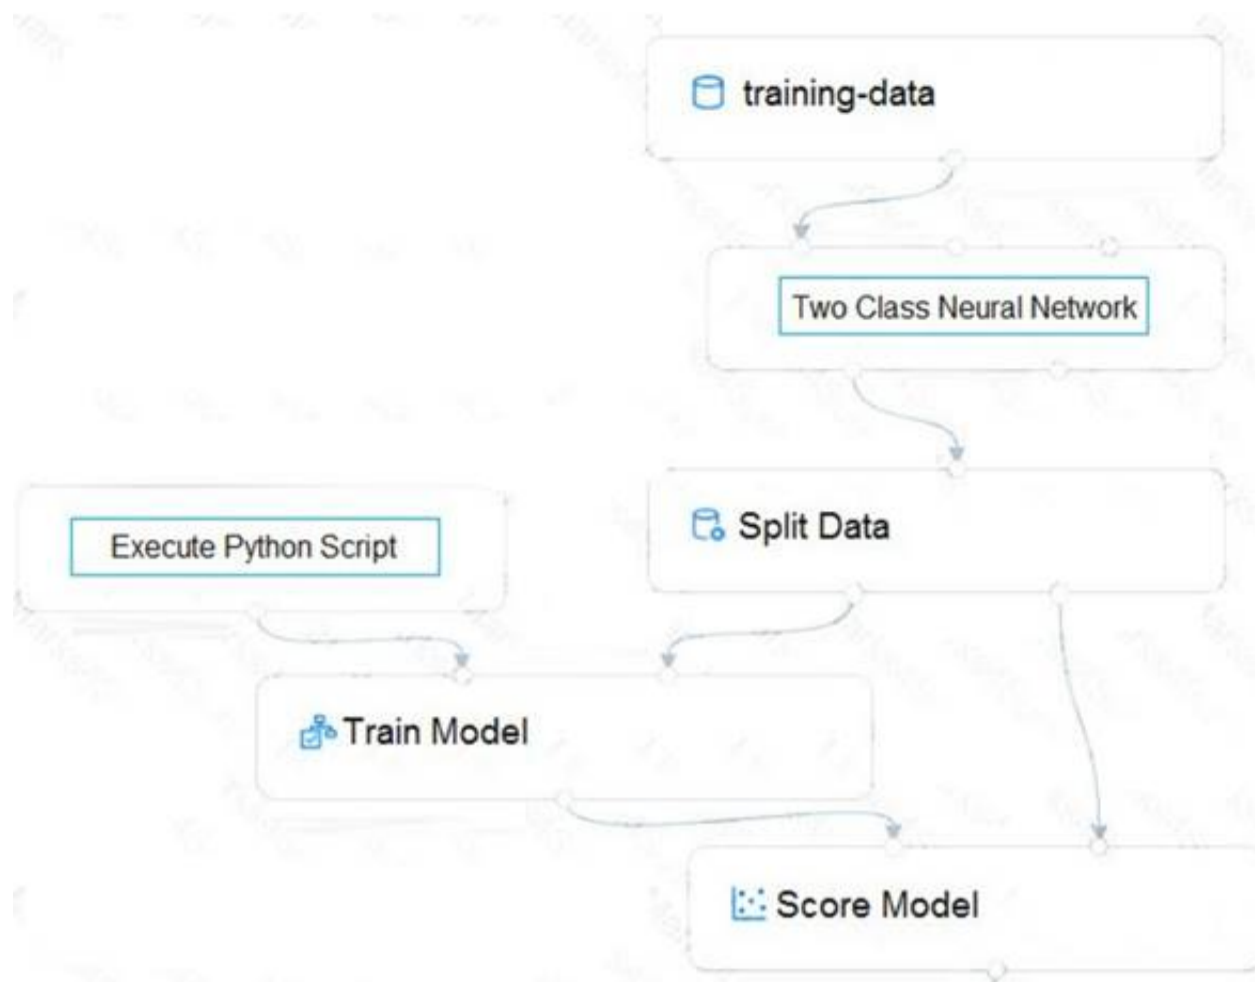 training-data
Two Class Neural Network
Execute Python Script
Split Data
Train Model
Score Model